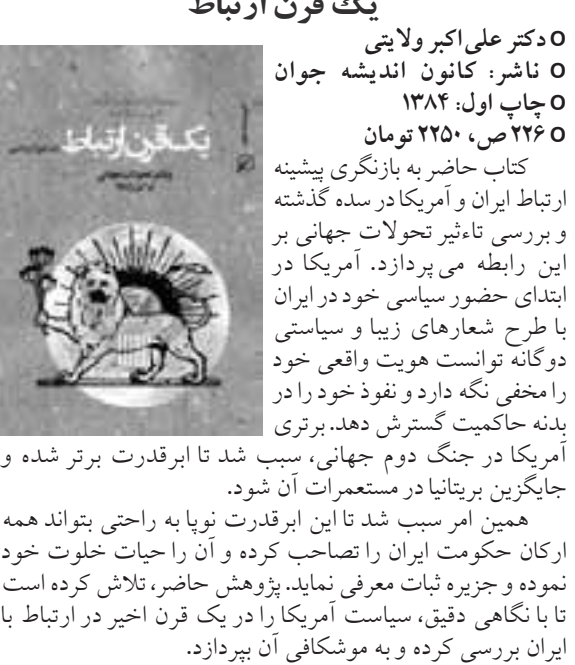 یک قرن ارتباط
o دکتر علی‌اکبر ولایتی
o ناشر: کانون اندیشه جوان
o چاپ اول: ۱۳۸۴
o ۲۲۶ ص، ۲۲۵۰ تومان
یک قرن ارتباط
کتاب حاضر به بازنگری پیشینه
ارتباط ایران و آمریکا در سده گذشته
و بررسی تاءثیر تحولات جهانی بر
این رابطه می‌پردازد. آمریکا در
ابتدای حضور سیاسی خود در ایران
با طرح شعارهای زیبا و سیاستی
دوگانه توانست هویت واقعی خود
را مخفی نگه دارد و نفوذ خود را در
بدنه حاکمیت گسترش دهد. برتری
آمریکا در جنگ دوم جهانی، سبب شد تا ابرقدرت برتر شده و
جایگزین بریتانیا در مستعمرات آن شود.
همین امر سبب شد تا این ابرقدرت نوپا به راحتی بتواند همه
ارکان حکومت ایران را تصاحب کرده و آن را حیات خلوت خود
نموده و جزیره ثبات معرفی نماید. پژوهش حاضر، تلاش کرده است
تا با نگاهی دقیق، سیاست آمریکا را در یک قرن اخیر در ارتباط با
ایران بررسی کرده و به موشکافی آن بپردازد.